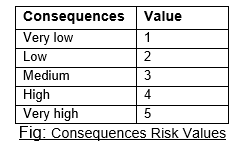 Consequences Value
Very low 1
Low 2
Medium 3
High 4
Very high 5
Fig: Consequences Risk Values